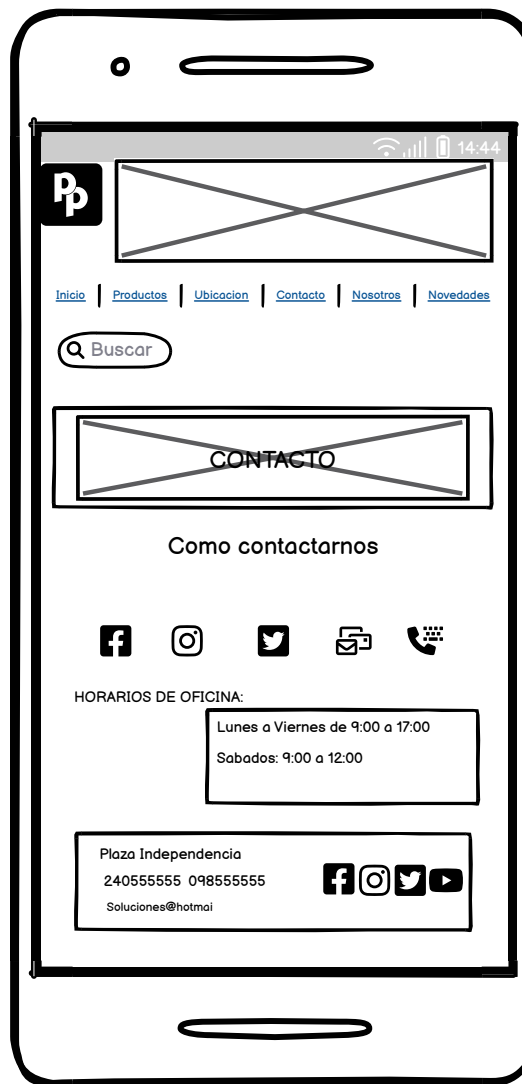 14:44
pp
Inicio Productos Ubicacion Contacto Nosotros Novedades
Buscar
CONTACTO
Como contactarnos
HORARIOS DE OFICINA:
Lunes a Viernes de 9:00 a 17:00
Sabados: 9:00 a 12:00
Plaza Independencia
240555555 098555555
Soluciones@hotmai